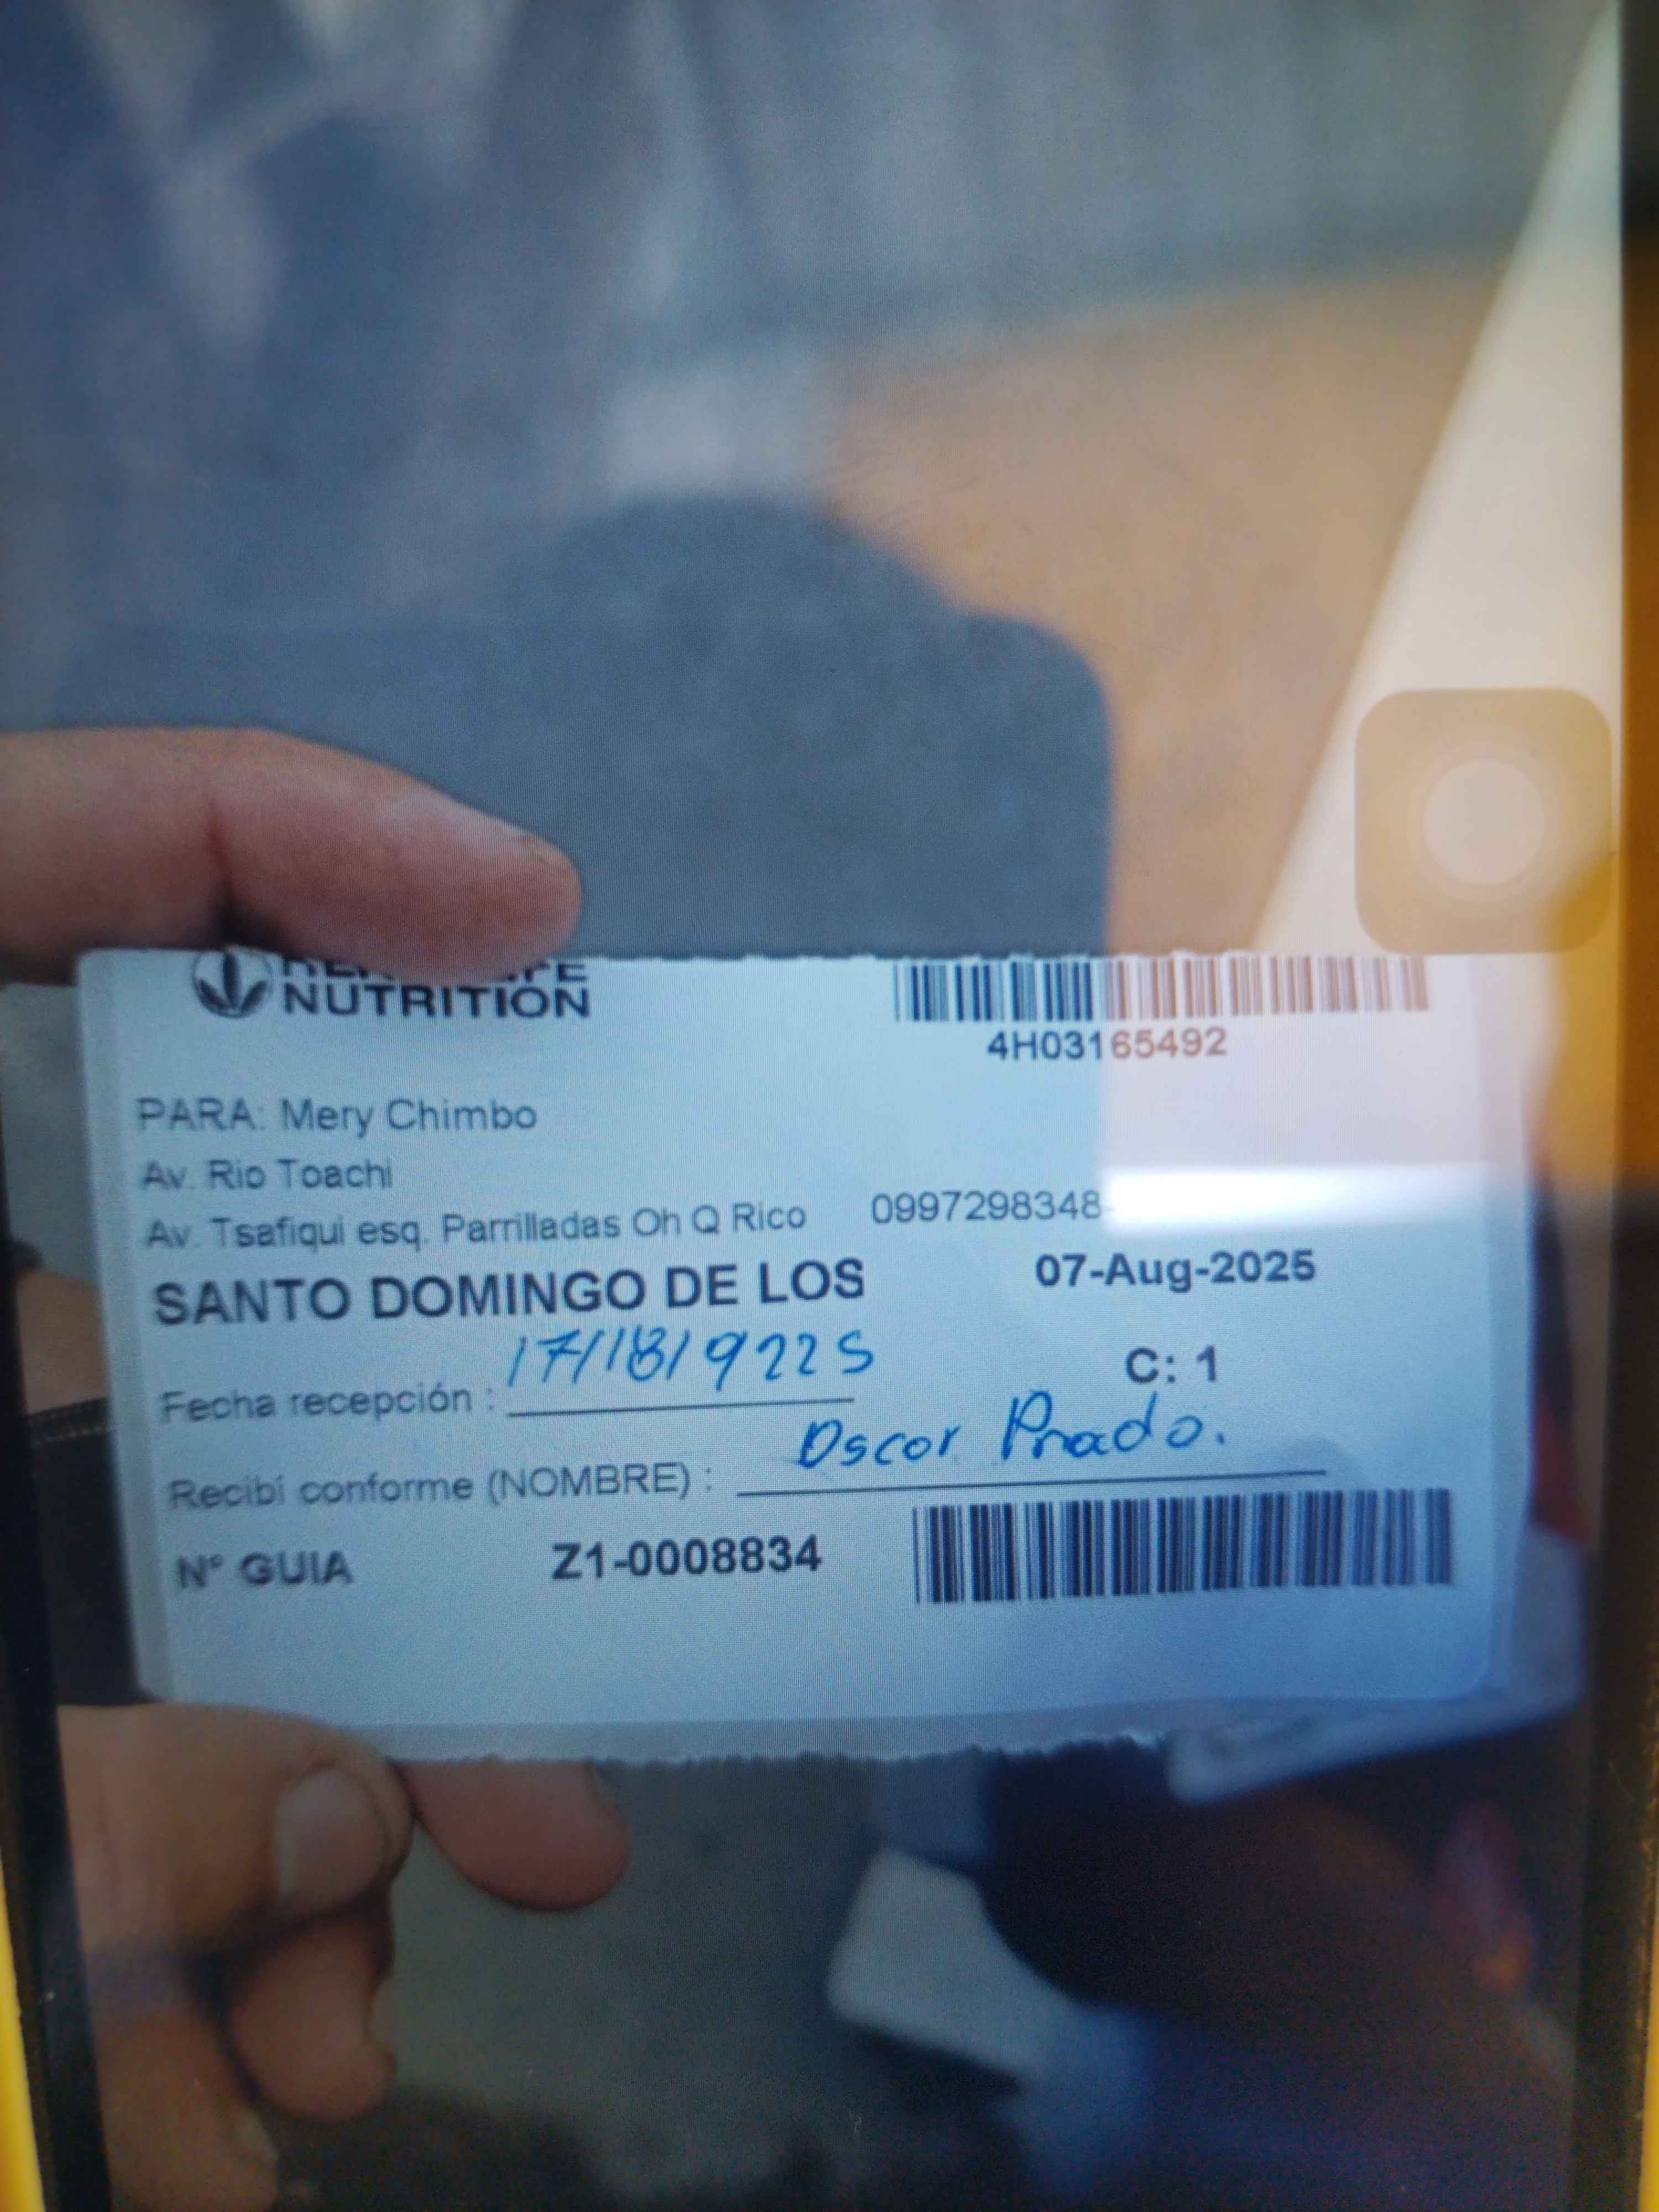 NUTRITION
4H03165492
PARA: Mery Chimbo
Av. Rio Toachi
Av. Tsafiqui esq. Parrilladas Oh Q Rico 0997298348-
SANTO DOMINGO DE LOS 07-Aug-2025
Fecha recepción : 17/18/9225
C: 1
Recibí conforme (NOMBRE) : Oscor Prado.
Nº GUIA Z1-0008834